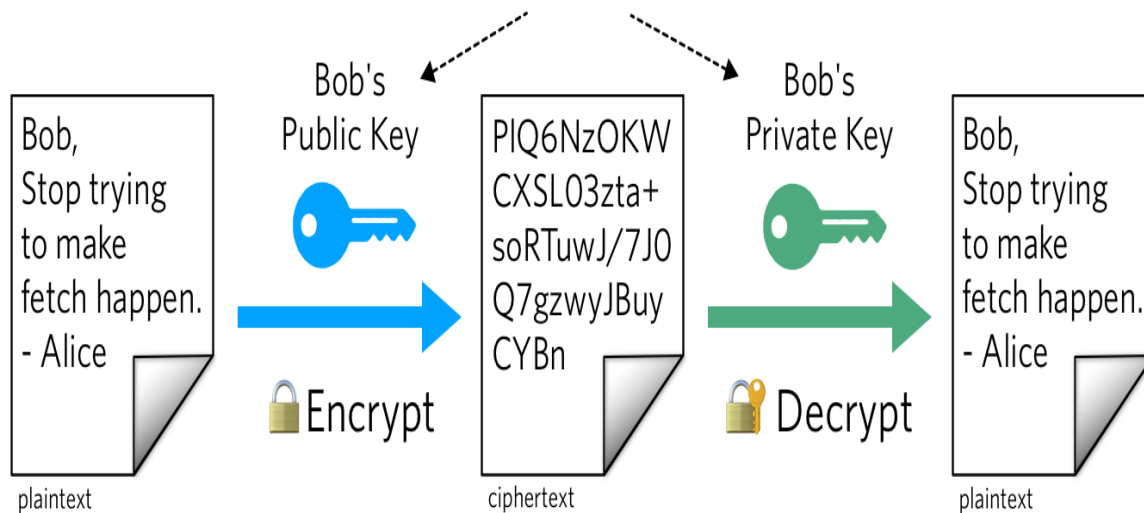 Bob's
Public Key
Bob's
Private Key
Bob,
Stop trying
to make
fetch happen.
- Alice
PlQ6NzOKW
CXSL03zta+
soRTuwJ/7J0
Q7gzwyJBuy
CYBn
Bob,
Stop trying
to make
fetch happen.
- Alice
Encrypt
Decrypt
plaintext
ciphertext
plaintext